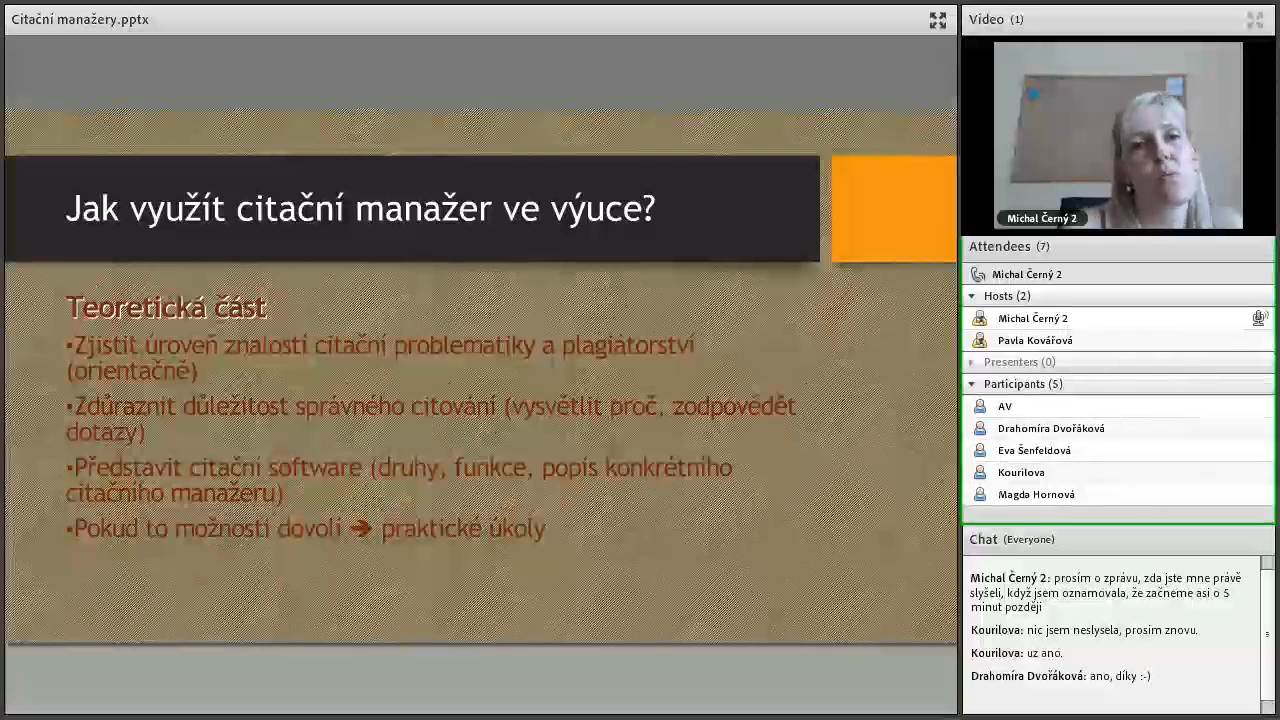 Citační manažery.pptx
Jak využít citační manažer ve výuce?
Teoretická část
▪Zjistit úroveň znalostí citační problematiky a plagiátorství
(orientačně)
▪Zdůraznit důležitost správného citování (vysvětlit proč, zodpovědět
dotazy)
▪Představit citační software (druhy, funkce, popis konkrétního
citačního manažeru)
▪Pokud to možnosti dovolí ➔ praktické úkoly
Video (1)
Michal Černý 2
Attendees (7)
Michal Černý 2
Hosts (2)
Michal Černý 2
Pavla Kovářová
Presenters (0)
Participants (5)
AV
Drahomíra Dvořáková
Eva Šenfeldová
Kourilova
Magda Hornová
Chat (Everyone)
Michal Černý 2: prosím o zprávu, zda jste mne právě
slyšeli, když jsem oznamovala, že začneme asi o 5
minut později
Kourilova: nic jsem neslysela, prosim znovu.
Kourilova: uz ano.
Drahomíra Dvořáková: ano, díky :-)